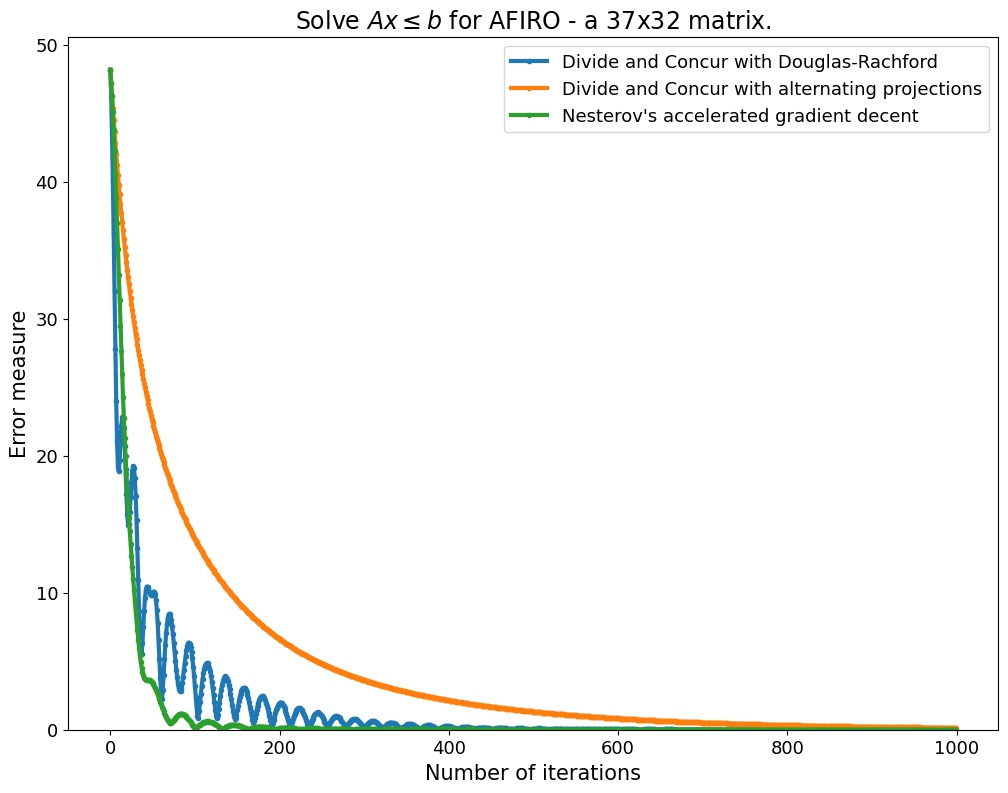 Solve $Ax \leq b$ for AFIRO - a 37x32 matrix.
Divide and Concur with Douglas-Rachford
Divide and Concur with alternating projections
Nesterov's accelerated gradient decent
Error measure
50
40
30
20
10
0
0 200 400 600 800 1000
Number of iterations